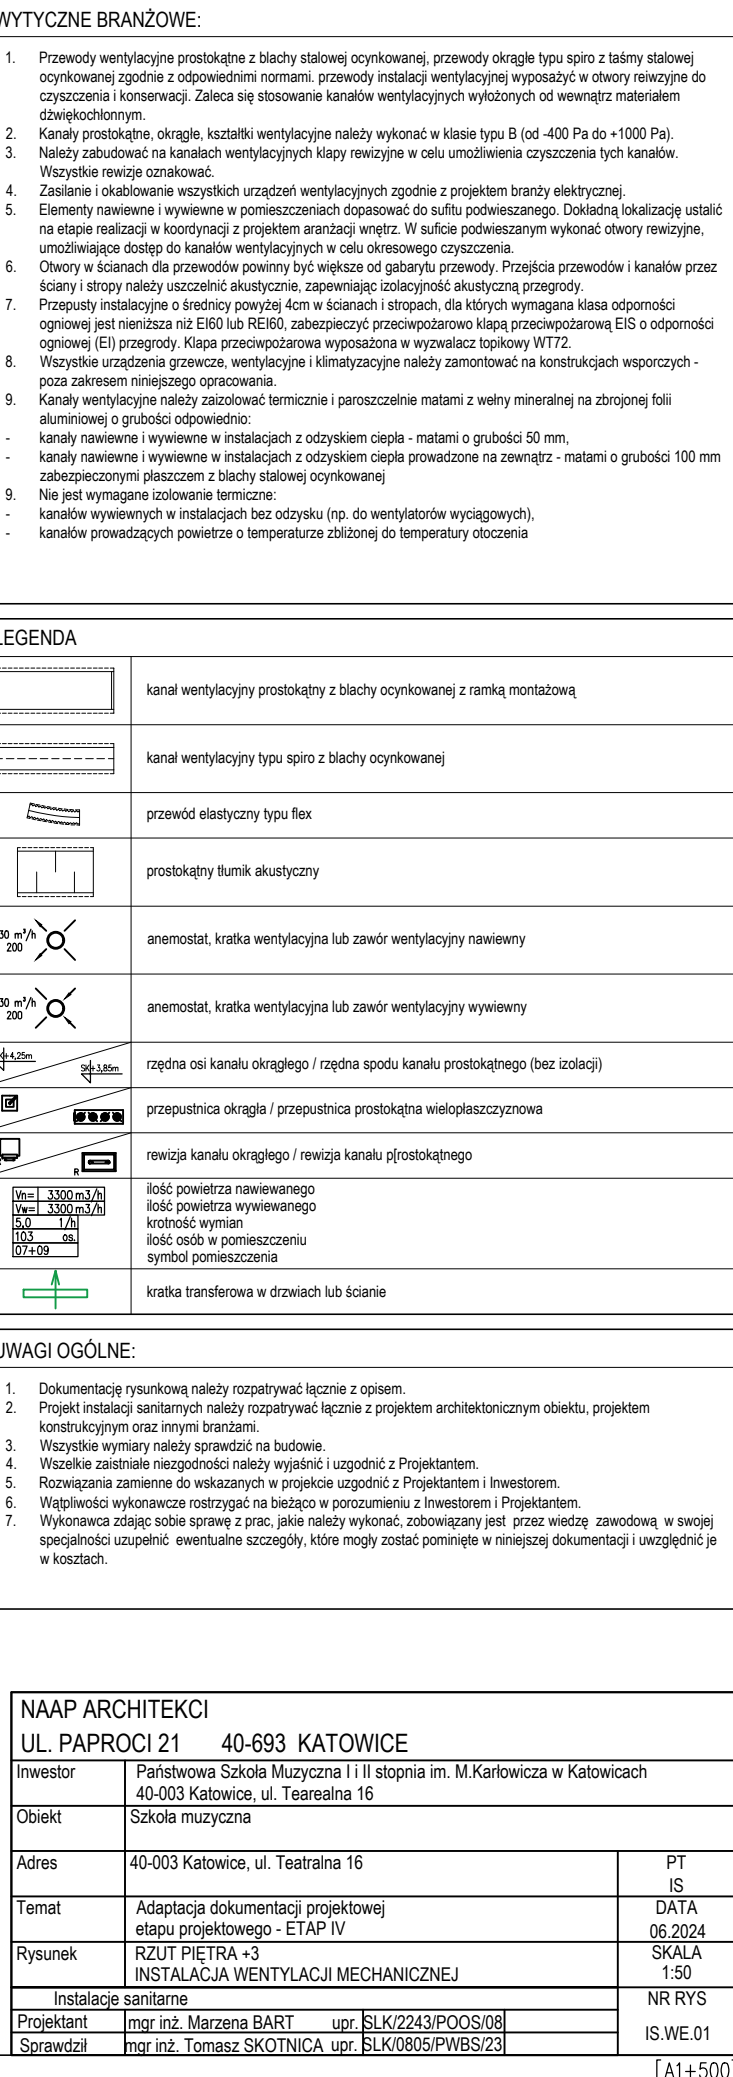 WYTYCZNE BRANŻOWE:
1. Przewody wentylacyjne prostokątne z blachy stalowej ocynkowanej, przewody okrągłe typu spiro z taśmy stalowej
ocynkowanej zgodnie z odpowiednimi normami. przewody instalacji wentylacyjnej wyposażyć w otwory reiwzyjne do
czyszczenia i konserwacji. Zaleca się stosowanie kanałów wentylacyjnych wyłożonych od wewnątrz materiałem
dźwiękochłonnym.
2. Kanały prostokątne, okrągłe, kształtki wentylacyjne należy wykonać w klasie typu B (od -400 Pa do +1000 Pa).
3. Należy zabudować na kanałach wentylacyjnych klapy rewizyjne w celu umożliwienia czyszczenia tych kanałów.
Wszystkie rewizje oznakować.
4. Zasilanie i okablowanie wszystkich urządzeń wentylacyjnych zgodnie z projektem branży elektrycznej.
5. Elementy nawiewne i wywiewne w pomieszczeniach dopasować do sufitu podwieszanego. Dokładną lokalizację ustalić
na etapie realizacji w koordynacji z projektem aranżacji wnętrz. W suficie podwieszanym wykonać otwory rewizyjne,
umożliwiające dostęp do kanałów wentylacyjnych w celu okresowego czyszczenia.
6. Otwory w ścianach dla przewodów powinny być większe od gabarytu przewody. Przejścia przewodów i kanałów przez
ściany i stropy należy uszczelnić akustycznie, zapewniając izolacyjność akustyczną przegrody.
7. Przepusty instalacyjne o średnicy powyżej 4cm w ścianach i stropach, dla których wymagana klasa odporności
ogniowej jest nieniższa niż EI60 lub REI60, zabezpieczyć przeciwpożarowo klapą przeciwpożarową EIS o odporności
ogniowej (EI) przegrody. Klapa przeciwpożarowa wyposażona w wyzwalacz topikowy WT72.
8. Wszystkie urządzenia grzewcze, wentylacyjne i klimatyzacyjne należy zamontować na konstrukcjach wsporczych -
poza zakresem niniejszego opracowania.
9. Kanały wentylacyjne należy zaizolować termicznie i paroszczelnie matami z wełny mineralnej na zbrojonej folii
aluminiowej o grubości odpowiednio:
- kanały nawiewne i wywiewne w instalacjach z odzyskiem ciepła - matami o grubości 50 mm,
- kanały nawiewne i wywiewne w instalacjach z odzyskiem ciepła prowadzone na zewnątrz - matami o grubości 100 mm
zabezpieczonymi płaszczem z blachy stalowej ocynkowanej
9. Nie jest wymagane izolowanie termiczne:
- kanałów wywiewnych w instalacjach bez odzysku (np. do wentylatorów wyciągowych),
- kanałów prowadzących powietrze o temperaturze zbliżonej do temperatury otoczenia
LEGENDA
kanał wentylacyjny prostokątny z blachy ocynkowanej z ramką montażową
kanał wentylacyjny typu spiro z blachy ocynkowanej
przewód elastyczny typu flex
prostokątny tłumik akustyczny
30 m³/h
200
anemostat, kratka wentylacyjna lub zawór wentylacyjny nawiewny
30 m³/h
200
anemostat, kratka wentylacyjna lub zawór wentylacyjny wywiewny
+4,25m
SK+3,85m
rzędna osi kanału okrągłego / rzędna spodu kanału prostokątnego (bez izolacji)
przepustnica okrągła / przepustnica prostokątna wielopłaszczyznowa
R
rewizja kanału okrągłego / rewizja kanału p[rostokątnego
Vn= 3300 m3/h
Vw= 3300 m3/h
5,0 1/h
103 os.
07+09
ilość powietrza nawiewanego
ilość powietrza wywiewanego
krotność wymian
ilość osób w pomieszczeniu
symbol pomieszczenia
kratka transferowa w drzwiach lub ścianie
UWAGI OGÓLNE:
1. Dokumentację rysunkową należy rozpatrywać łącznie z opisem.
2. Projekt instalacji sanitarnych należy rozpatrywać łącznie z projektem architektonicznym obiektu, projektem
konstrukcyjnym oraz innymi branżami.
3. Wszystkie wymiary należy sprawdzić na budowie.
4. Wszelkie zaistniałe niezgodności należy wyjaśnić i uzgodnić z Projektantem.
5. Rozwiązania zamienne do wskazanych w projekcie uzgodnić z Projektantem i Inwestorem.
6. Wątpliwości wykonawcze rostrzygać na bieżąco w porozumieniu z Inwestorem i Projektantem.
7. Wykonawca zdając sobie sprawę z prac, jakie należy wykonać, zobowiązany jest przez wiedzę zawodową w swojej
specjalności uzupełnić ewentualne szczegóły, które mogły zostać pominięte w niniejszej dokumentacji i uwzględnić je
w kosztach.
NAAP ARCHITEKCI
UL. PAPROCI 21 40-693 KATOWICE
Inwestor Państwowa Szkoła Muzyczna I i II stopnia im. M.Karłowicza w Katowicach
40-003 Katowice, ul. Tearealna 16
Obiekt Szkoła muzyczna
Adres 40-003 Katowice, ul. Teatralna 16 PT
IS
Temat Adaptacja dokumentacji projektowej DATA
etapu projektowego - ETAP IV 06.2024
Rysunek RZUT PIĘTRA +3 SKALA
INSTALACJA WENTYLACJI MECHANICZNEJ 1:50
Instalacje sanitarne NR RYS
Projektant mgr inż. Marzena BART upr. SLK/2243/POOS/08
IS.WE.01
Sprawdził mgr inż. Tomasz SKOTNICA upr. SLK/0805/PWBS/23
[A1+500]